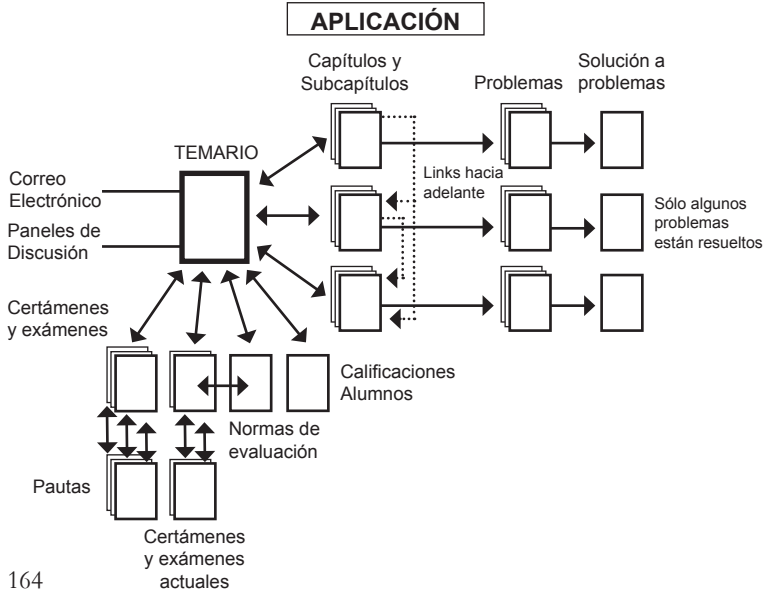 APLICACIÓN
Capítulos y
Subcapítulos
Problemas
Solución a
problemas
TEMARIO
Correo
Electrónico
Paneles de
Discusión
Links hacia
adelante
Sólo algunos
problemas
están resueltos
Certámenes
y exámenes
Calificaciones
Alumnos
Normas de
evaluación
Pautas
Certámenes
y exámenes
actuales
164